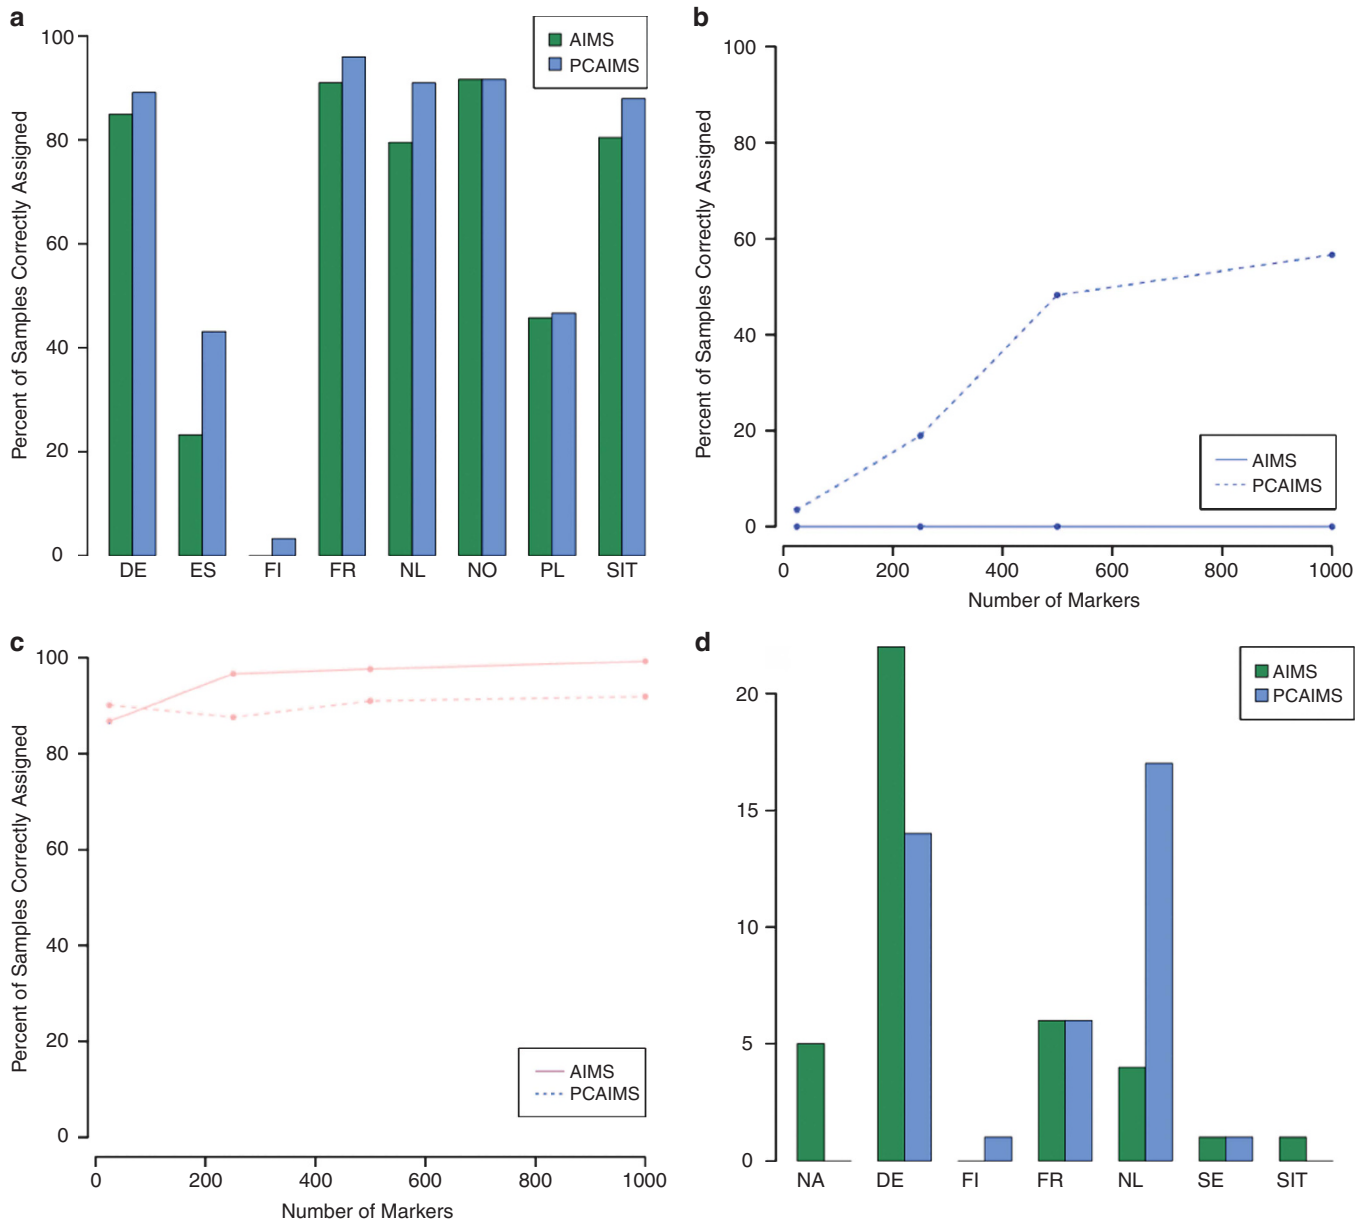 a
Percent of Samples Correctly Assigned
100
80
60
40
20
0
DE ES FI FR NL NO PL SIT
AIMS
PCAIMS
b
Percent of Samples Correctly Assigned
100
80
60
40
20
0
0 200 400 600 800 1000
Number of Markers
AIMS
PCAIMS
c
Percent of Samples Correctly Assigned
100
80
60
40
20
0
0 200 400 600 800 1000
Number of Markers
AIMS
PCAIMS
d
20
15
10
5
0
NA DE FI FR NL SE SIT
AIMS
PCAIMS